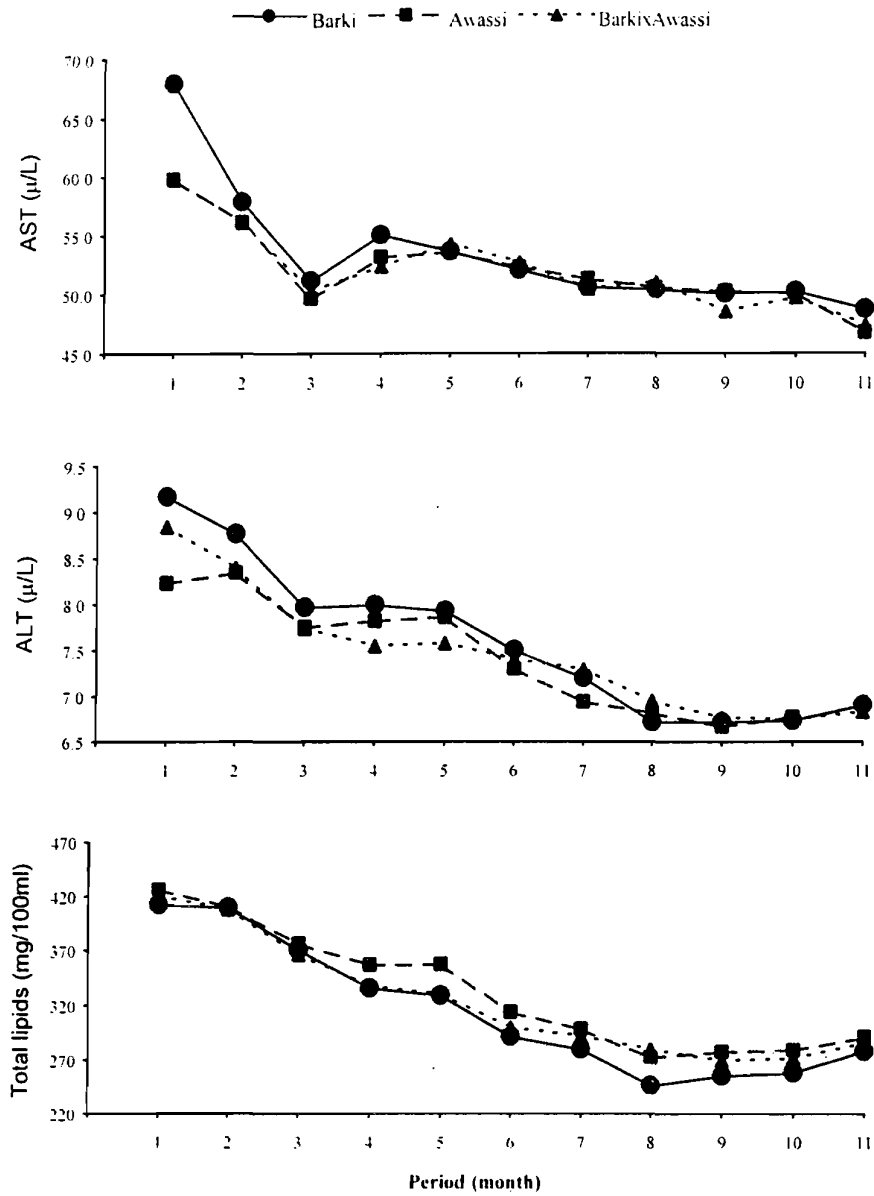 Barki Awassi BarkixAwassi
70.0
65.0
60.0
55.0
50.0
45.0
AST (µ/L)
1 2 3 4 5 6 7 8 9 10 11
9.5
9.0
8.5
8.0
7.5
7.0
6.5
ALT (µ/L)
1 2 3 4 5 6 7 8 9 10 11
470
420
370
320
270
220
Total lipids (mg/100ml)
1 2 3 4 5 6 7 8 9 10 11
Period (month)